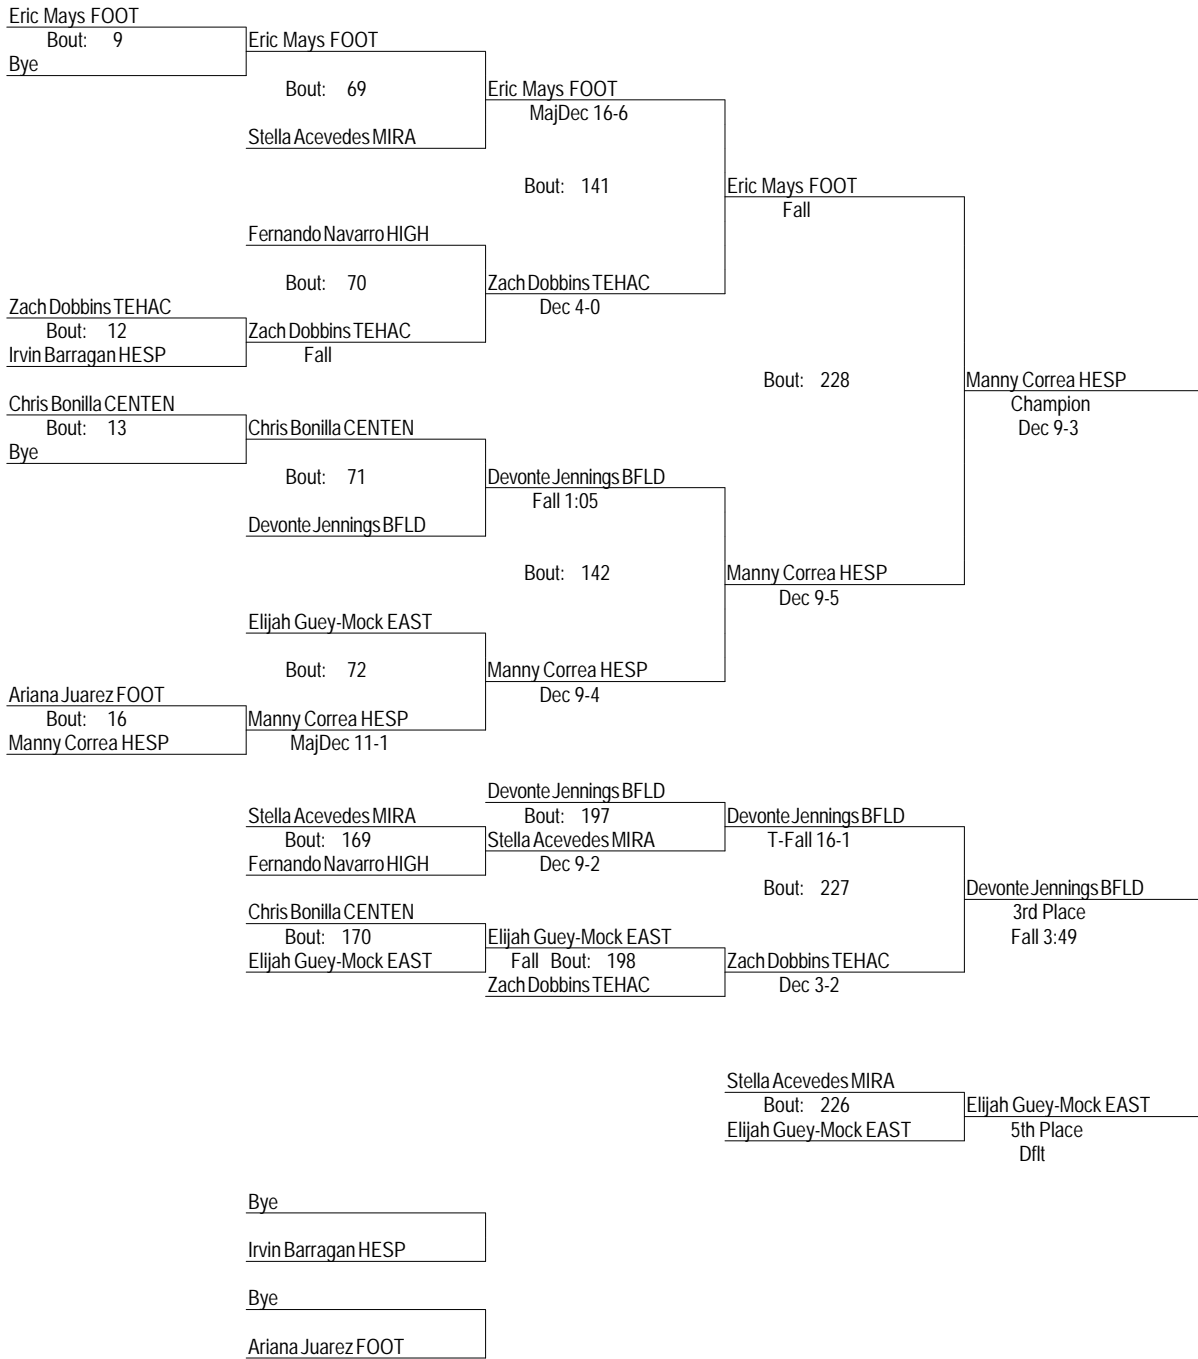 Eric Mays FOOT
Bout: 9
Bye
Eric Mays FOOT
Bout: 69
Stella Acevedes MIRA
Eric Mays FOOT
MajDec 16-6
Bout: 141
Eric Mays FOOT
Fall
Fernando Navarro HIGH
Bout: 70
Zach Dobbins TEHAC
Dec 4-0
Zach Dobbins TEHAC
Bout: 12
Irvin Barragan HESP
Zach Dobbins TEHAC
Fall
Bout: 228
Manny Correa HESP
Champion
Dec 9-3
Chris Bonilla CENTEN
Bout: 13
Bye
Chris Bonilla CENTEN
Bout: 71
Devonte Jennings BFLD
Devonte Jennings BFLD
Fall 1:05
Bout: 142
Manny Correa HESP
Dec 9-5
Elijah Guey-Mock EAST
Bout: 72
Manny Correa HESP
Dec 9-4
Ariana Juarez FOOT
Bout: 16
Manny Correa HESP
Manny Correa HESP
MajDec 11-1
Devonte Jennings BFLD
Bout: 197
Stella Acevedes MIRA
Dec 9-2
Stella Acevedes MIRA
Bout: 169
Fernando Navarro HIGH
Devonte Jennings BFLD
T-Fall 16-1
Bout: 227
Devonte Jennings BFLD
3rd Place
Fall 3:49
Chris Bonilla CENTEN
Bout: 170
Elijah Guey-Mock EAST
Elijah Guey-Mock EAST
Fall Bout: 198
Zach Dobbins TEHAC
Zach Dobbins TEHAC
Dec 3-2
Stella Acevedes MIRA
Bout: 226
Elijah Guey-Mock EAST
Elijah Guey-Mock EAST
5th Place
Dflt
Bye
Irvin Barragan HESP
Bye
Ariana Juarez FOOT